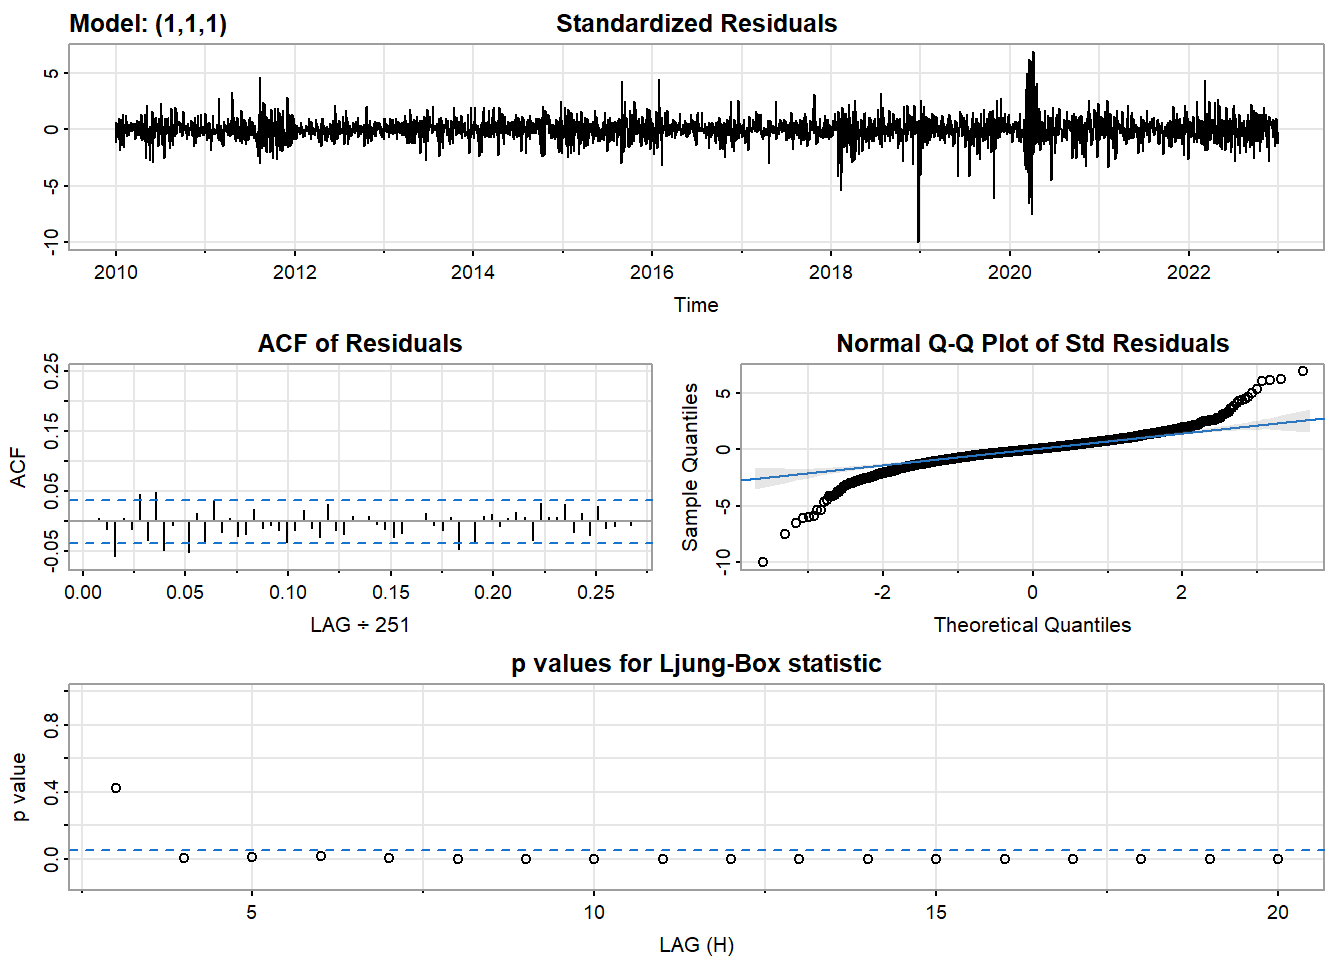 Model: (1,1,1) Standardized Residuals
5
0
-5
-10
2010 2012 2014 2016 2018 2020 2022
Time
ACF of Residuals
0.25
0.15
0.05
-0.05
ACF
0.00 0.05 0.10 0.15 0.20 0.25
LAG ÷ 251
Normal Q-Q Plot of Std Residuals
5
0
-5
-10
Sample Quantiles
-2 0 2
Theoretical Quantiles
p values for Ljung-Box statistic
0.8
0.4
0.0
p value
5 10 15 20
LAG (H)